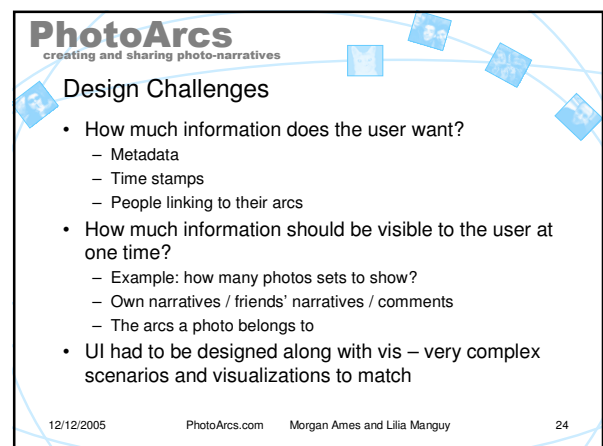 PhotoArcs
creating and sharing photo-narratives
Design Challenges
• How much information does the user want?
– Metadata
– Time stamps
– People linking to their arcs
• How much information should be visible to the user at
one time?
– Example: how many photos sets to show?
– Own narratives / friends' narratives / comments
– The arcs a photo belongs to
• UI had to be designed along with vis – very complex
scenarios and visualizations to match
12/12/2005 PhotoArcs.com Morgan Ames and Lilia Manguy 24